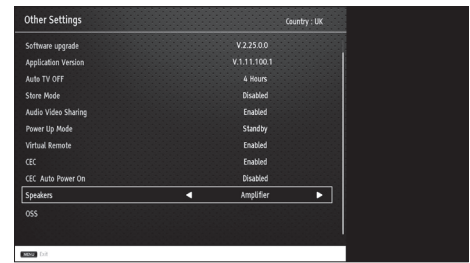 Other Settings Country : UK
Software upgrade V.2.25.0.0
Application Version V.1.11.100.1
Auto TV OFF 4 Hours
Store Mode Disabled
Audio Video Sharing Enabled
Power Up Mode Standby
Virtual Remote Enabled
CEC Enabled
CEC Auto Power On Disabled
Speakers Amplifier
OSS
MENU Exit